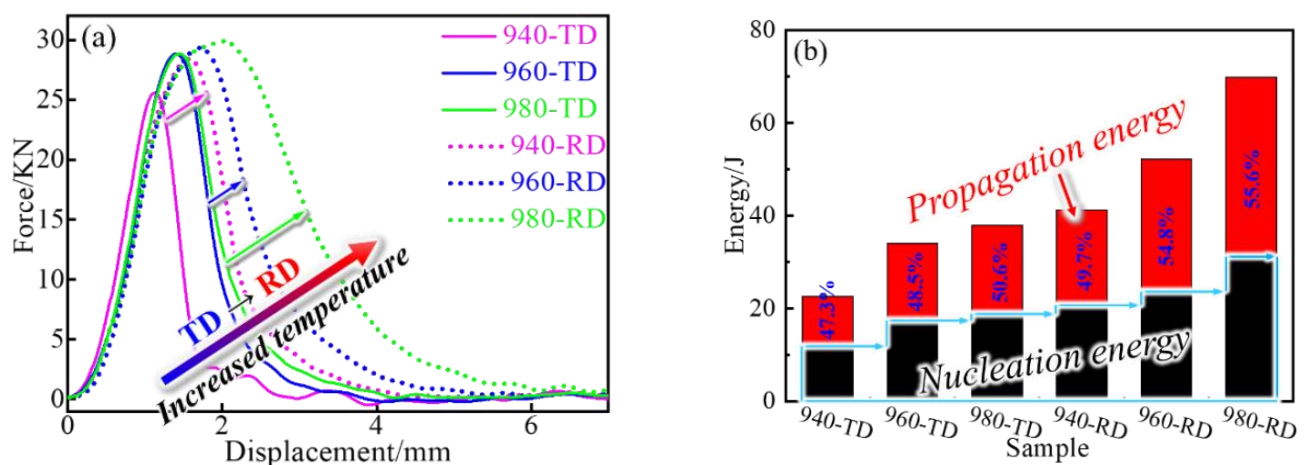 (a)
30
25
20
15
10
5
0
Force/KN
940-TD
960-TD
980-TD
940-RD
960-RD
980-RD
TD → RD
Increased temperature
0 2 4 6
Displacement/mm
(b)
80
60
40
20
0
Energy/J
Propagation energy
47.3%
48.5%
50.6%
49.7%
54.8%
55.6%
Nucleation energy
940-TD 960-TD 980-TD 940-RD 960-RD 980-RD
Sample